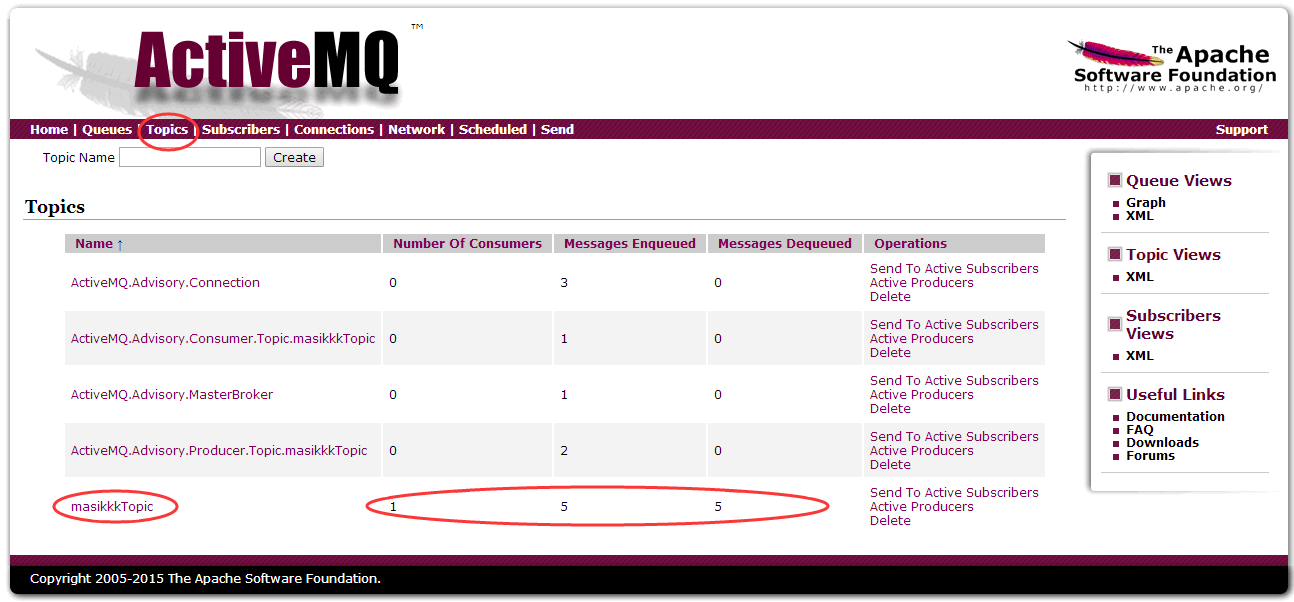 ActiveMQ ™
The Apache
Software Foundation
http://www.apache.org/
Home | Queues | Topics | Subscribers | Connections | Network | Scheduled | Send Support
Topic Name Create
Topics
Name ↑ Number Of Consumers Messages Enqueued Messages Dequeued Operations
ActiveMQ.Advisory.Connection 0 3 0 Send To Active Subscribers
Active Producers
Delete
ActiveMQ.Advisory.Consumer.Topic.masikkkTopic 0 1 0 Send To Active Subscribers
Active Producers
Delete
ActiveMQ.Advisory.MasterBroker 0 1 0 Send To Active Subscribers
Active Producers
Delete
ActiveMQ.Advisory.Producer.Topic.masikkkTopic 0 2 0 Send To Active Subscribers
Active Producers
Delete
masikkkTopic 1 5 5 Send To Active Subscribers
Active Producers
Delete
Queue Views
Graph
XML
Topic Views
XML
Subscribers
Views
XML
Useful Links
Documentation
FAQ
Downloads
Forums
Copyright 2005-2015 The Apache Software Foundation.